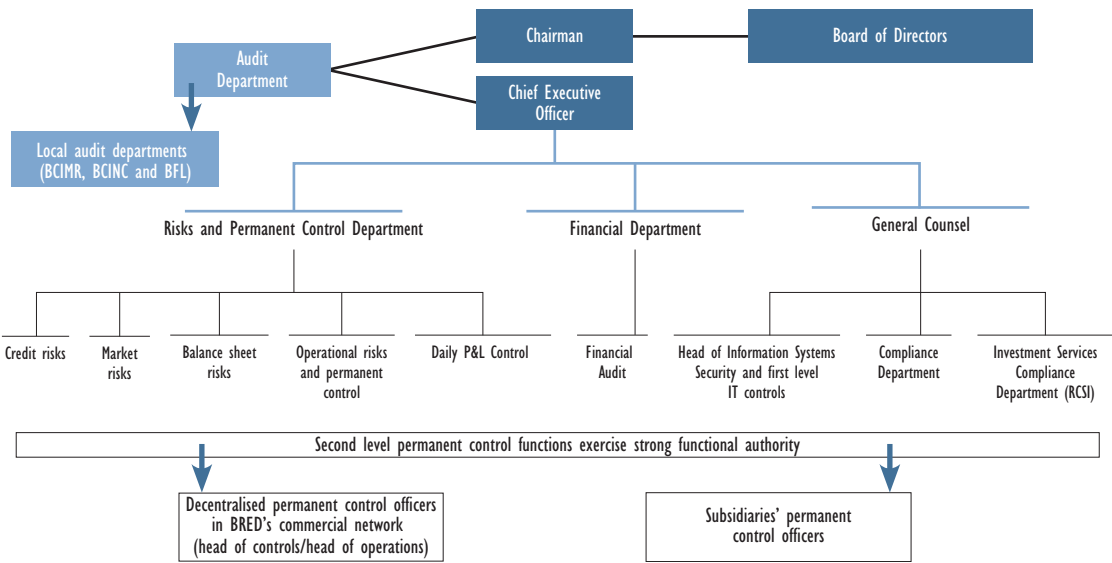 Chairman
Board of Directors
Audit
Department
Chief Executive
Officer
Local audit departments
(BCIMR, BCINC and BFL)
Risks and Permanent Control Department
Financial Department
General Counsel
Credit risks
Market
risks
Balance sheet
risks
Operational risks
and permanent
control
Daily P&L Control
Financial
Audit
Head of Information Systems
Security and first level
IT controls
Compliance
Department
Investment Services
Compliance
Department (RCSI)
Second level permanent control functions exercise strong functional authority
Decentralised permanent control officers
in BRED's commercial network
(head of controls/head of operations)
Subsidiaries' permanent
control officers